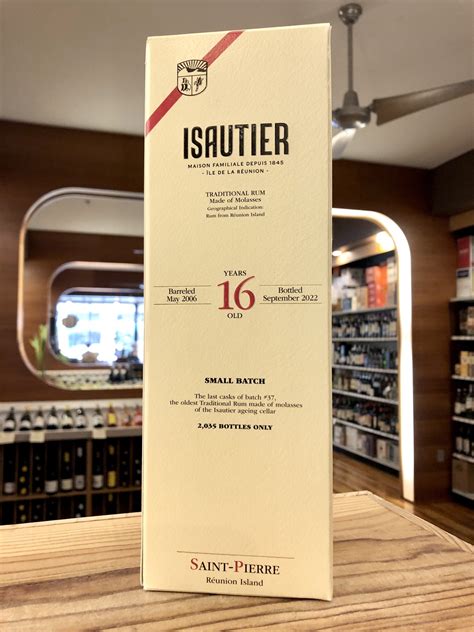 ISAUTIER
MAISON FAMILIALE DEPUIS 1845
- ÎLE DE LA RÉUNION -
TRADITIONAL RUM
Made of Molasses
Geographical Indication:
Rum from Réunion Island
YEARS
Barreled
May 2006
16
Bottled
September 2022
OLD
SMALL BATCH
The last casks of batch #37,
the oldest Traditional Rum made of molasses
of the Isautier ageing cellar
2,035 BOTTLES ONLY
SAINT-PIERRE
Réunion Island